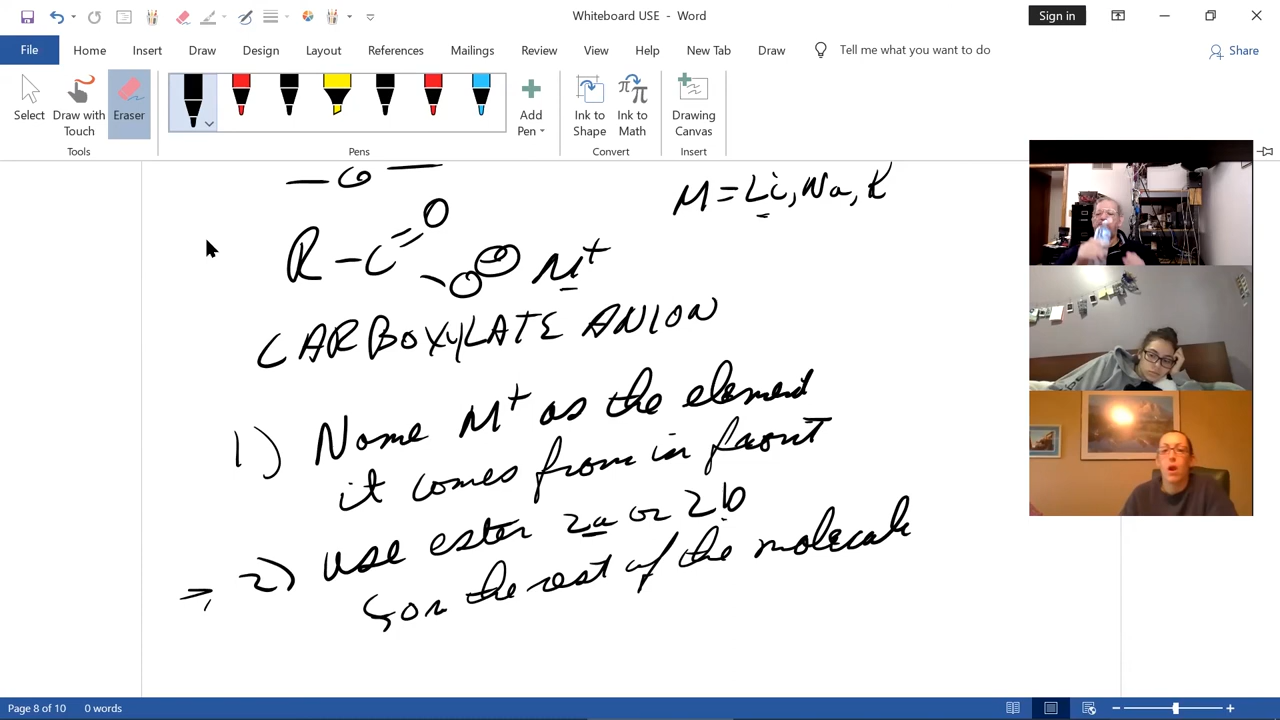 Whiteboard USE - Word
Sign in
File Home Insert Draw Design Layout References Mailings Review View Help New Tab Draw Tell me what you want to do Share
Select Draw with Touch Eraser Add Pen Ink to Shape Ink to Math Drawing Canvas
Tools Pens Convert Insert
M = Li, Na, K
O
R - C
O ⊖ M+
CARBOXYLATE ANION
1) Name M+ as the element
it comes from in front
2) Use ester 2a or 2b
for the rest of the molecule
Page 8 of 10 0 words